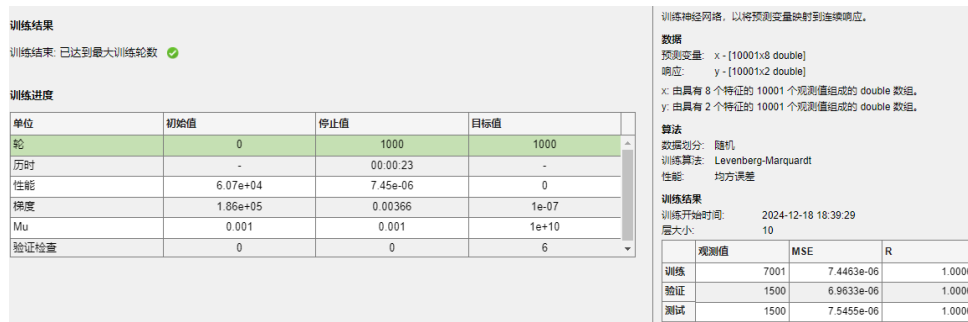 训练结果
训练结束: 已达到最大训练轮数
训练进度
单位 初始值 停止值 目标值
轮 0 1000 1000
历时 - 00:00:23 -
性能 6.07e+04 7.45e-06 0
梯度 1.86e+05 0.00366 1e-07
Mu 0.001 0.001 1e+10
验证检查 0 0 6
训练神经网络，以将预测变量映射到连续响应。
数据
预测变量: x - [10001x8 double]
响应: y - [10001x2 double]
x: 由具有 8 个特征的 10001 个观测值组成的 double 数组。
y: 由具有 2 个特征的 10001 个观测值组成的 double 数组。
算法
数据划分: 随机
训练算法: Levenberg-Marquardt
性能: 均方误差
训练结果
训练开始时间: 2024-12-18 18:39:29
层大小: 10
观测值 MSE R
训练 7001 7.4463e-06 1.0000
验证 1500 6.9633e-06 1.0000
测试 1500 7.5455e-06 1.0000